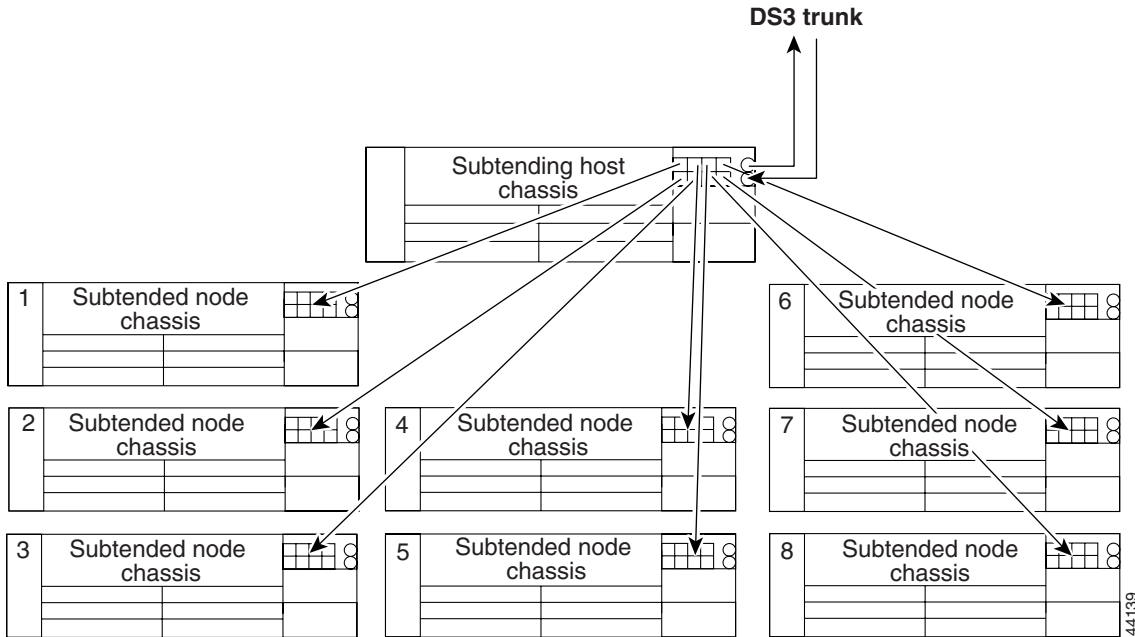 DS3 trunk
Subtending host
chassis
1
Subtended node
chassis
6
Subtended node
chassis
2
Subtended node
chassis
4
Subtended node
chassis
7
Subtended node
chassis
3
Subtended node
chassis
5
Subtended node
chassis
8
Subtended node
chassis
44139